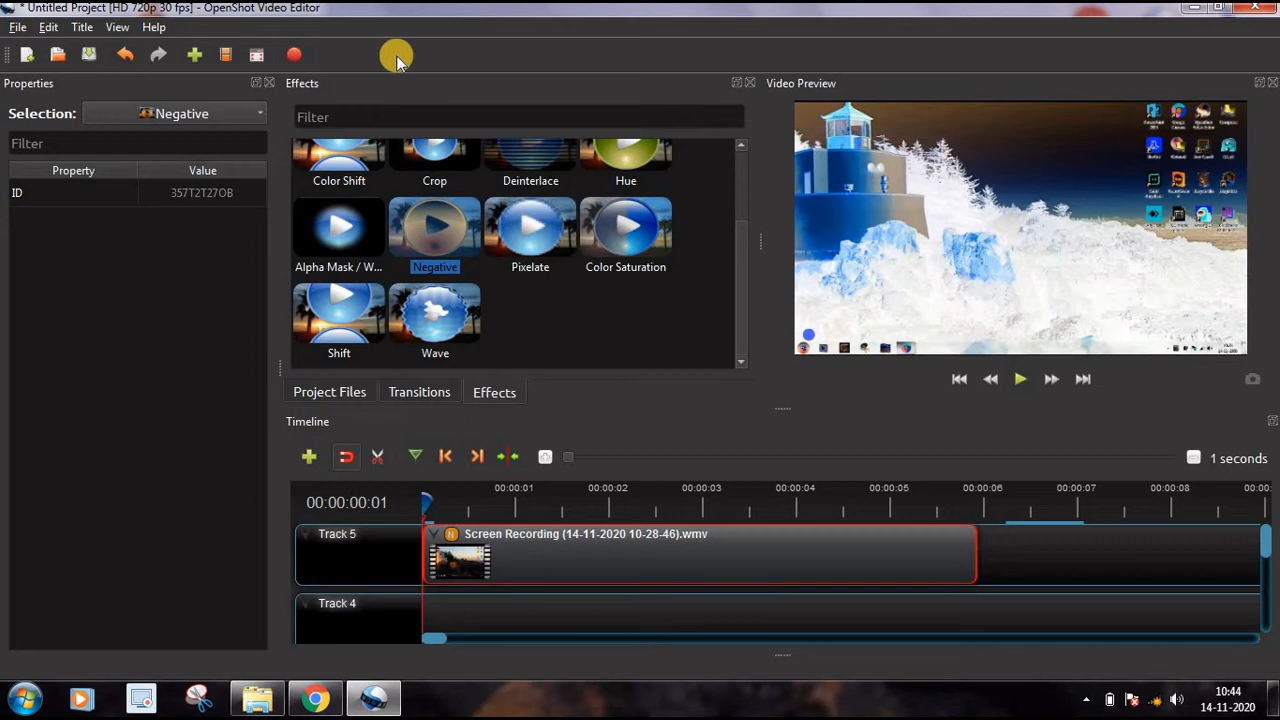 * Untitled Project [HD 720p 30 fps] - OpenShot Video Editor
File Edit Title View Help
Properties
Effects
Video Preview
Selection: Negative
Filter
Filter
Property Value
ID 357T2T27OB
Color Shift Crop Deinterlace Hue
Alpha Mask / W... Negative Pixelate Color Saturation
Shift Wave
Project Files Transitions Effects
Timeline
1 seconds
00:00:00:01
00:00:01 00:00:02 00:00:03 00:00:04 00:00:05 00:00:06 00:00:07 00:00:08 00:00:
Track 5
Screen Recording (14-11-2020 10-28-46).wmv
Track 4
10:44
14-11-2020